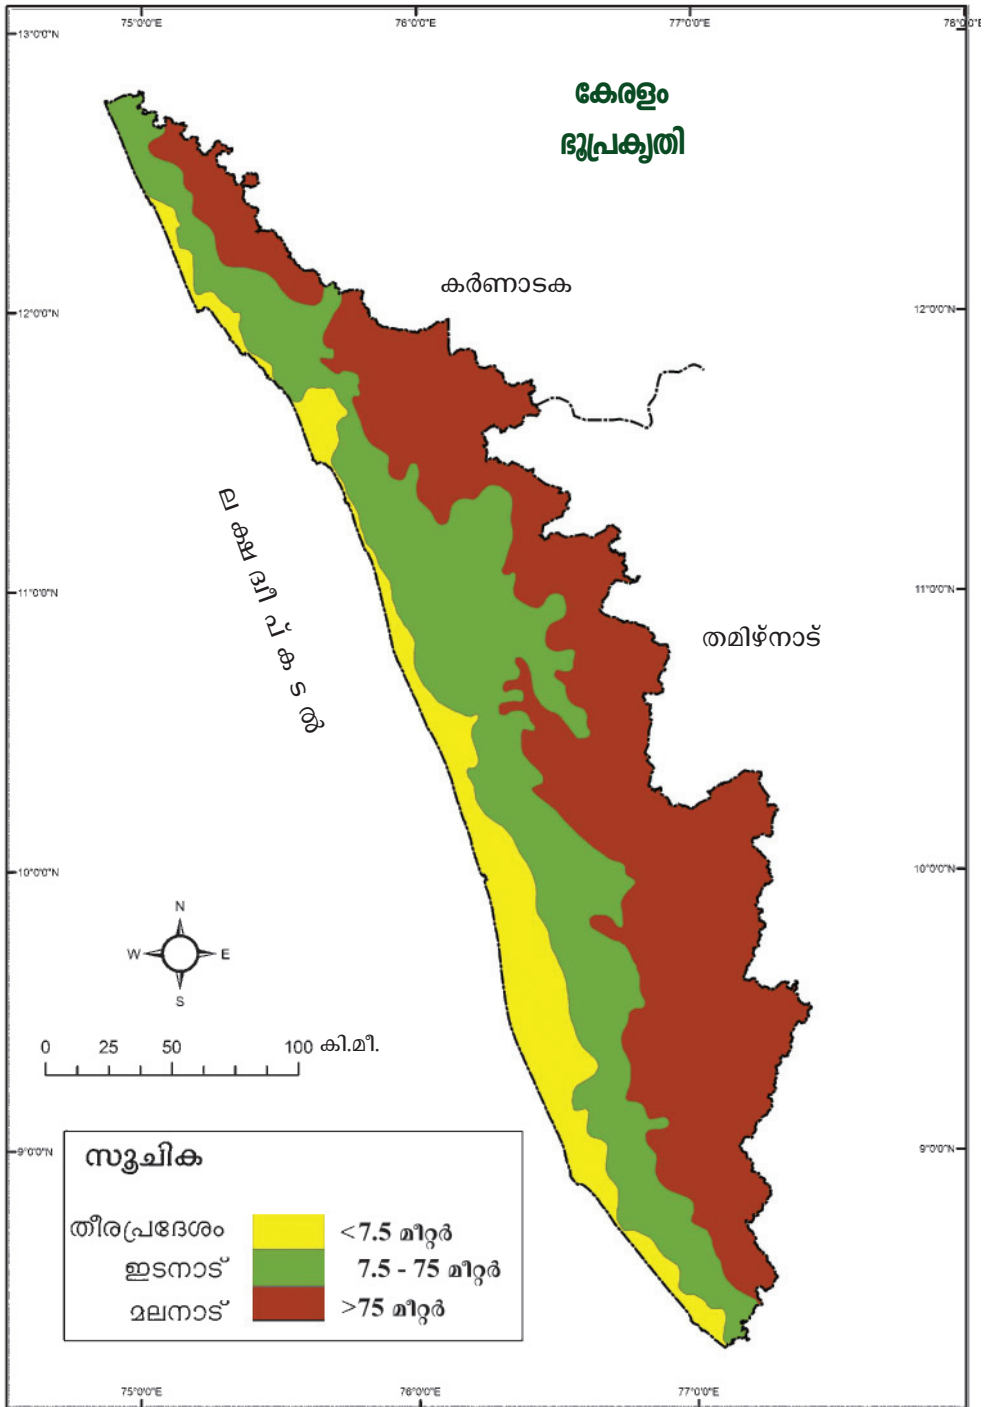 75°0'0"E 76°0'0"E 77°0'0"E 78°0'0"E
13°0'0"N
കേരളം
ഭൂപ്രകൃതി
കർണാടക
12°0'0"N 12°0'0"N
ലക്ഷദ്വീപ് കടൽ
11°0'0"N 11°0'0"N
തമിഴ്നാട്
10°0'0"N 10°0'0"N
N
W E
S
0 25 50 100 കി.മീ.
9°0'0"N 9°0'0"N
സൂചിക
തീരപ്രദേശം <7.5 മീറ്റർ
ഇടനാട് 7.5 - 75 മീറ്റർ
മലനാട് >75 മീറ്റർ
75°0'0"E 76°0'0"E 77°0'0"E